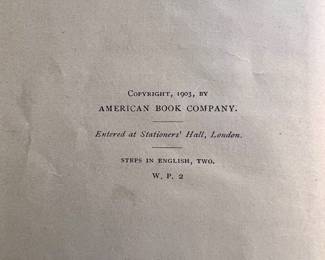 COPYRIGHT, 1903, BY
AMERICAN BOOK COMPANY.
Entered at Stationers' Hall, London.
STEPS IN ENGLISH, TWO.
W. P. 2